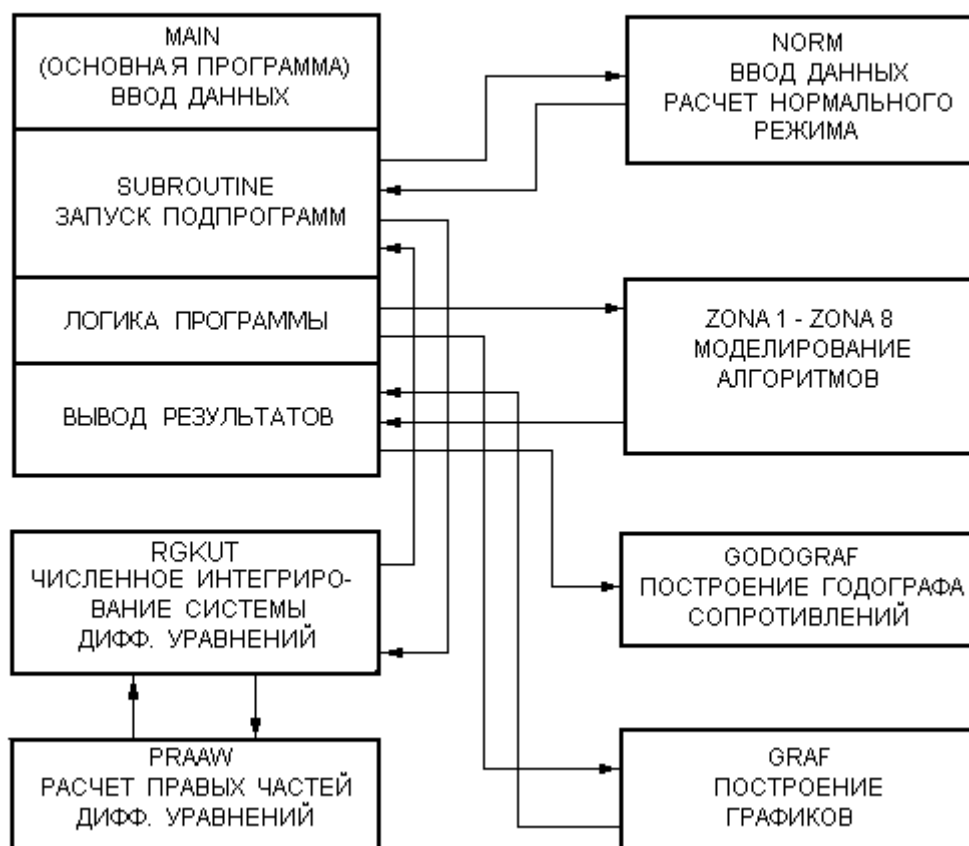 MAIN
(ОСНОВНАЯ ПРОГРАММА)
ВВОД ДАННЫХ
SUBROUTINE
ЗАПУСК ПОДПРОГРАММ
ЛОГИКА ПРОГРАММЫ
ВЫВОД РЕЗУЛЬТАТОВ
RGKUT
ЧИСЛЕННОЕ ИНТЕГРИРО-
ВАНИЕ СИСТЕМЫ
ДИФФ. УРАВНЕНИЙ
PRAAW
РАСЧЕТ ПРАВЫХ ЧАСТЕЙ
ДИФФ. УРАВНЕНИЙ
NORM
ВВОД ДАННЫХ
РАСЧЕТ НОРМАЛЬНОГО
РЕЖИМА
ZONA 1 - ZONA 8
МОДЕЛИРОВАНИЕ
АЛГОРИТМОВ
GODOGRAF
ПОСТРОЕНИЕ ГОДОГРАФА
СОПРОТИВЛЕНИЙ
GRAF
ПОСТРОЕНИЕ
ГРАФИКОВ